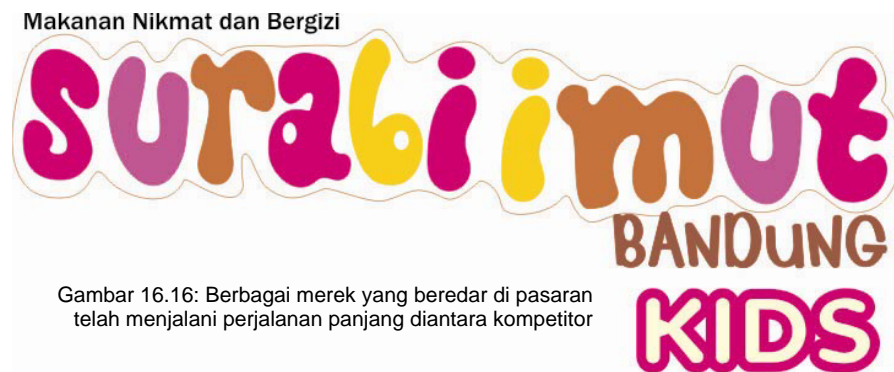 Makanan Nikmat dan Bergizi
surabi imut
BANDUNG
Gambar 16.16: Berbagai merek yang beredar di pasaran
telah menjalani perjalanan panjang diantara kompetitor
KIDS